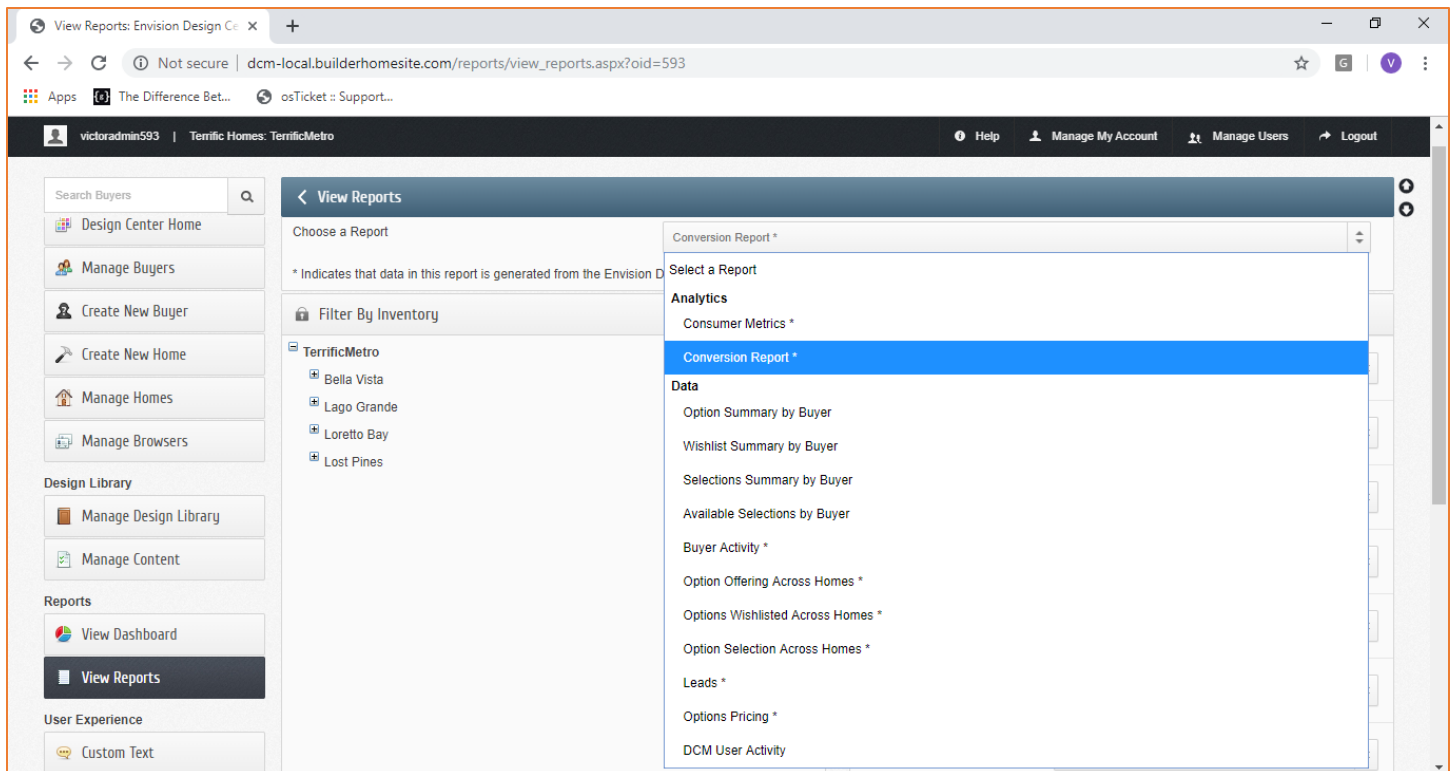 View Reports: Envision Design Ce
Not secure | dcm-local.builderhomesite.com/reports/view_reports.aspx?oid=593
G
V
Apps
The Difference Bet...
osTicket :: Support...
victoradmin593 | Terrific Homes: TerrificMetro
Help
Manage My Account
Manage Users
Logout
Search Buyers
Design Center Home
Manage Buyers
Create New Buyer
Create New Home
Manage Homes
Manage Browsers
Design Library
Manage Design Library
Manage Content
Reports
View Dashboard
View Reports
User Experience
Custom Text
View Reports
Choose a Report
Conversion Report *
* Indicates that data in this report is generated from the Envision D
Filter By Inventory
TerrificMetro
Bella Vista
Lago Grande
Loretto Bay
Lost Pines
Select a Report
Analytics
Consumer Metrics *
Conversion Report *
Data
Option Summary by Buyer
Wishlist Summary by Buyer
Selections Summary by Buyer
Available Selections by Buyer
Buyer Activity *
Option Offering Across Homes *
Options Wishlisted Across Homes *
Option Selection Across Homes *
Leads *
Options Pricing *
DCM User Activity